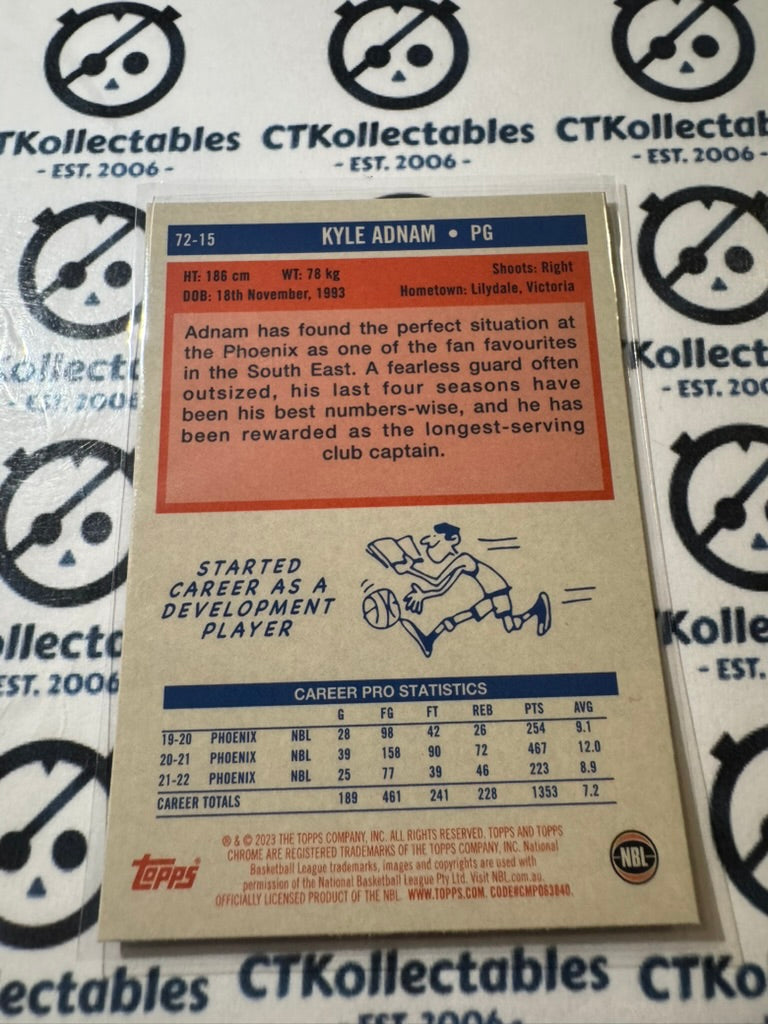 CTKollectables
- EST. 2006 -
CTKollectables
- EST. 2006 -
CTKollectab
- EST. 2006 -
72-15
KYLE ADNAM • PG
HT: 186 cm WT: 78 kg Shoots: Right
DOB: 18th November, 1993 Hometown: Lilydale, Victoria
Adnam has found the perfect situation at
the Phoenix as one of the fan favourites
in the South East. A fearless guard often
outsized, his last four seasons have
been his best numbers-wise, and he has
been rewarded as the longest-serving
club captain.
STARTED
CAREER AS A
DEVELOPMENT
PLAYER
CAREER PRO STATISTICS
G FG FT REB PTS AVG
19-20 PHOENIX NBL 28 98 42 26 254 9.1
20-21 PHOENIX NBL 39 158 90 72 467 12.0
21-22 PHOENIX NBL 25 77 39 46 223 8.9
CAREER TOTALS 189 461 241 228 1353 7.2
® & © 2023 THE TOPPS COMPANY, INC. ALL RIGHTS RESERVED. TOPPS AND TOPPS
CHROME ARE REGISTERED TRADEMARKS OF THE TOPPS COMPANY, INC. National
Basketball League trademarks, images and copyrights are used with
permission of the National Basketball League Pty Ltd. Visit NBL.com.au.
OFFICIALLY LICENSED PRODUCT OF THE NBL. WWW.TOPPS.COM. CODE#CMP063840.
Topps
NBL
Kollect
- EST. 2006
Kolle
- EST.
llecto
EST. 2006
ectables
CTKollectables
- EST. 2006 -
CTKo